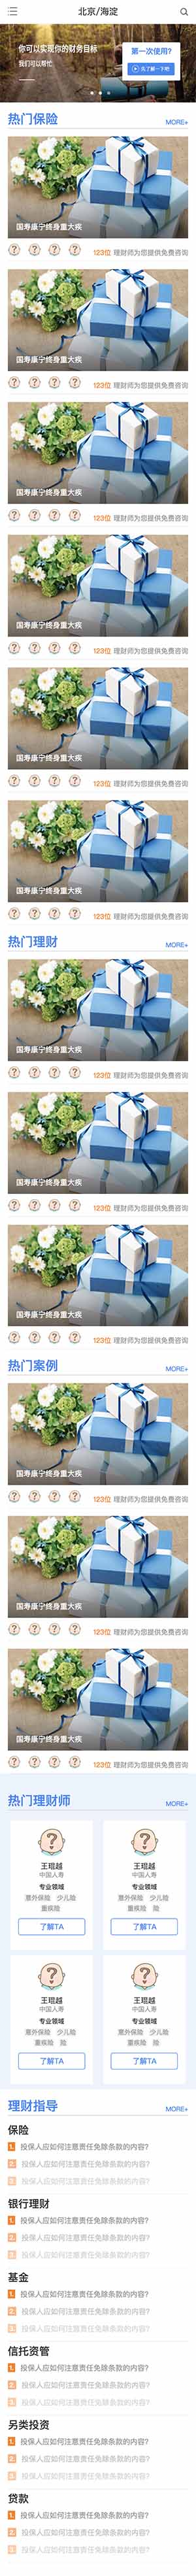 北京/海淀
你可以实现你的财务目标
我们可以帮忙
第一次使用?
先了解一下吧
热门保险
MORE+
国寿康宁终身重大疾
123位 理财师为您提供免费咨询
国寿康宁终身重大疾
123位 理财师为您提供免费咨询
国寿康宁终身重大疾
123位 理财师为您提供免费咨询
国寿康宁终身重大疾
123位 理财师为您提供免费咨询
国寿康宁终身重大疾
123位 理财师为您提供免费咨询
国寿康宁终身重大疾
123位 理财师为您提供免费咨询
热门理财
MORE+
国寿康宁终身重大疾
123位 理财师为您提供免费咨询
国寿康宁终身重大疾
123位 理财师为您提供免费咨询
国寿康宁终身重大疾
123位 理财师为您提供免费咨询
热门案例
MORE+
国寿康宁终身重大疾
123位 理财师为您提供免费咨询
国寿康宁终身重大疾
123位 理财师为您提供免费咨询
国寿康宁终身重大疾
123位 理财师为您提供免费咨询
热门理财师
MORE+
王琨越
中国人寿
专业领域
意外保险 少儿险
重疾险
了解TA
王琨越
中国人寿
专业领域
意外保险 少儿险
重疾险 险
了解TA
王琨越
中国人寿
专业领域
意外保险 少儿险
重疾险 险
了解TA
王琨越
中国人寿
专业领域
意外保险 少儿险
重疾险 险
了解TA
理财指导
MORE+
保险
1. 投保人应如何注意责任免除条款的内容?
2. 投保人应如何注意责任免除条款的内容?
3. 投保人应如何注意责任免除条款的内容?
银行理财
1. 投保人应如何注意责任免除条款的内容?
2. 投保人应如何注意责任免除条款的内容?
3. 投保人应如何注意责任免除条款的内容?
基金
1. 投保人应如何注意责任免除条款的内容?
2. 投保人应如何注意责任免除条款的内容?
3. 投保人应如何注意责任免除条款的内容?
信托资管
1. 投保人应如何注意责任免除条款的内容?
2. 投保人应如何注意责任免除条款的内容?
3. 投保人应如何注意责任免除条款的内容?
另类投资
1. 投保人应如何注意责任免除条款的内容?
2. 投保人应如何注意责任免除条款的内容?
3. 投保人应如何注意责任免除条款的内容?
贷款
1. 投保人应如何注意责任免除条款的内容?
2. 投保人应如何注意责任免除条款的内容?
3. 投保人应如何注意责任免除条款的内容?